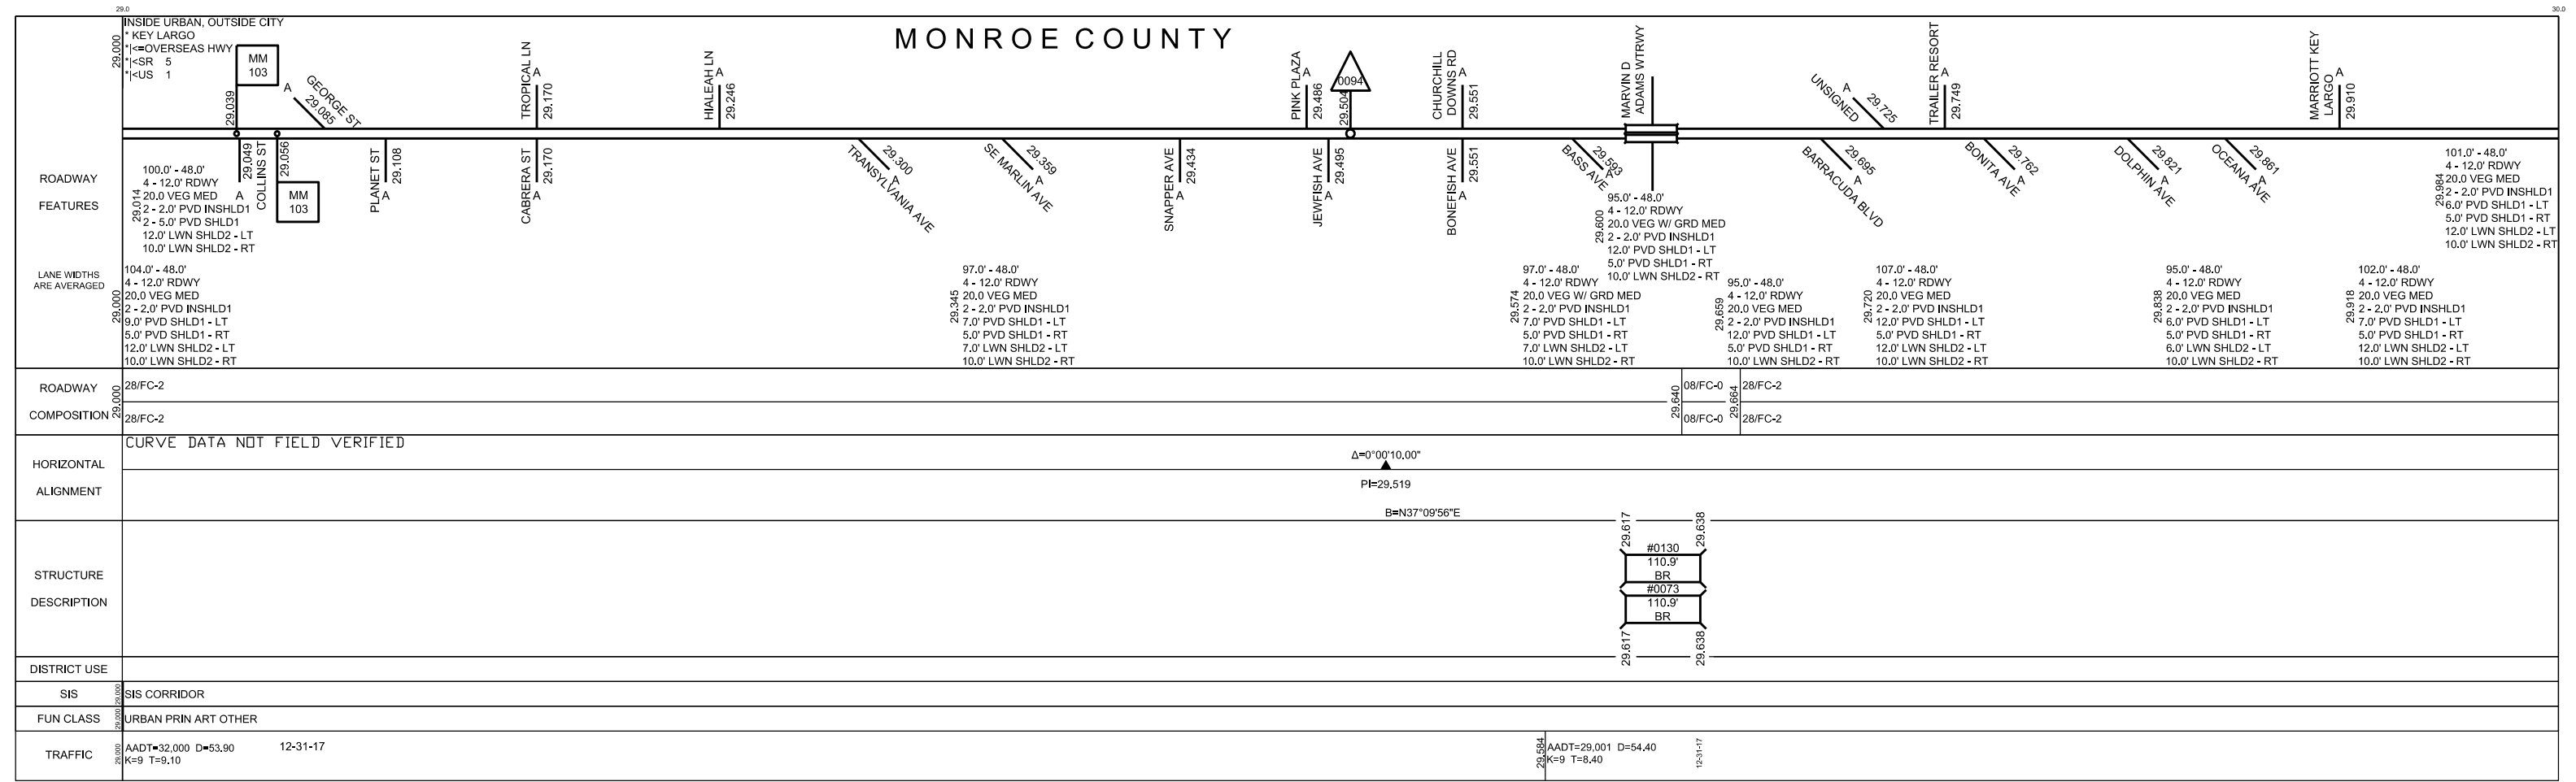 29.0
30.0
MONROE COUNTY
29.000
INSIDE URBAN, OUTSIDE CITY
* KEY LARGO
*|<=OVERSEAS HWY
*|<SR 5
*|<US 1
MM
103
29.039
A
GEORGE ST
29.085
TROPICAL LN
A
29.170
HIALEAH LN
A
29.246
PINK PLAZA
A
29.486
0094
29.504
CHURCHILL
DOWNS RD
A
29.551
MARVIN D
ADAMS WTRWY
UNSIGNED
A
29.725
TRAILER RESORT
A
29.749
MARRIOTT KEY
LARGO
A
29.910
ROADWAY
FEATURES
LANE WIDTHS
ARE AVERAGED
29.049
A
COLLINS ST
29.056
MM
103
PLANET ST
A
29.108
CABRERA ST
A
29.170
TRANSYLVANIA AVE
29.300
A
SE MARLIN AVE
29.359
A
SNAPPER AVE
A
29.434
JEWFISH AVE
A
29.495
BONEFISH AVE
A
29.551
BASS AVE
29.593
A
BARRACUDA BLVD
29.695
A
BONITA AVE
29.762
A
DOLPHIN AVE
29.821
A
OCEANA AVE
29.861
A
29.014
100.0' - 48.0'
4 - 12.0' RDWY
20.0 VEG MED
2 - 2.0' PVD INSHLD1
2 - 5.0' PVD SHLD1
12.0' LWN SHLD2 - LT
10.0' LWN SHLD2 - RT
29.600
95.0' - 48.0'
4 - 12.0' RDWY
20.0 VEG W/ GRD MED
2 - 2.0' PVD INSHLD1
12.0' PVD SHLD1 - LT
5.0' PVD SHLD1 - RT
10.0' LWN SHLD2 - RT
29.984
101.0' - 48.0'
4 - 12.0' RDWY
20.0 VEG MED
2 - 2.0' PVD INSHLD1
6.0' PVD SHLD1 - LT
5.0' PVD SHLD1 - RT
12.0' LWN SHLD2 - LT
10.0' LWN SHLD2 - RT
29.000
104.0' - 48.0'
4 - 12.0' RDWY
20.0 VEG MED
2 - 2.0' PVD INSHLD1
9.0' PVD SHLD1 - LT
5.0' PVD SHLD1 - RT
12.0' LWN SHLD2 - LT
10.0' LWN SHLD2 - RT
29.345
97.0' - 48.0'
4 - 12.0' RDWY
20.0 VEG MED
2 - 2.0' PVD INSHLD1
7.0' PVD SHLD1 - LT
5.0' PVD SHLD1 - RT
7.0' LWN SHLD2 - LT
10.0' LWN SHLD2 - RT
29.574
97.0' - 48.0'
4 - 12.0' RDWY
20.0 VEG W/ GRD MED
2 - 2.0' PVD INSHLD1
7.0' PVD SHLD1 - LT
5.0' PVD SHLD1 - RT
7.0' LWN SHLD2 - LT
10.0' LWN SHLD2 - RT
29.659
95.0' - 48.0'
4 - 12.0' RDWY
20.0 VEG MED
2 - 2.0' PVD INSHLD1
12.0' PVD SHLD1 - LT
5.0' PVD SHLD1 - RT
10.0' LWN SHLD2 - RT
29.720
107.0' - 48.0'
4 - 12.0' RDWY
20.0 VEG MED
2 - 2.0' PVD INSHLD1
12.0' PVD SHLD1 - LT
5.0' PVD SHLD1 - RT
12.0' LWN SHLD2 - LT
10.0' LWN SHLD2 - RT
29.838
95.0' - 48.0'
4 - 12.0' RDWY
20.0 VEG MED
2 - 2.0' PVD INSHLD1
6.0' PVD SHLD1 - LT
5.0' PVD SHLD1 - RT
6.0' LWN SHLD2 - LT
10.0' LWN SHLD2 - RT
29.918
102.0' - 48.0'
4 - 12.0' RDWY
20.0 VEG MED
2 - 2.0' PVD INSHLD1
7.0' PVD SHLD1 - LT
5.0' PVD SHLD1 - RT
12.0' LWN SHLD2 - LT
10.0' LWN SHLD2 - RT
ROADWAY
COMPOSITION
29.000
28/FC-2
28/FC-2
29.640
08/FC-0
08/FC-0
29.664
28/FC-2
28/FC-2
HORIZONTAL
ALIGNMENT
CURVE DATA NOT FIELD VERIFIED
Δ=0°00'10.00"
PI=29.519
B=N37°09'56"E
STRUCTURE
DESCRIPTION
29.617
29.638
#0130
110.9'
BR
#0073
110.9'
BR
29.617
29.638
DISTRICT USE
SIS
29.000
SIS CORRIDOR
FUN CLASS
29.000
URBAN PRIN ART OTHER
TRAFFIC
29.000
AADT=32,000 D=53.90 12-31-17
K=9 T=9.10
29.584
AADT=29,001 D=54.40
K=9 T=8.40
12-31-17